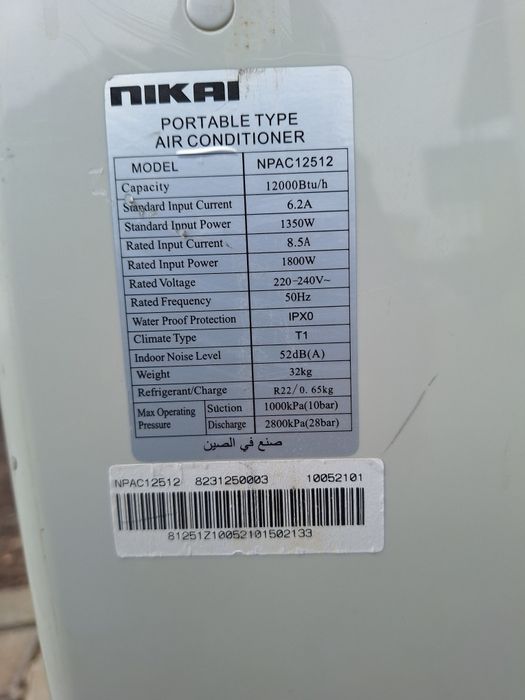 NIKAI
PORTABLE TYPE
AIR CONDITIONER
MODEL NPAC12512
Capacity 12000Btu/h
Standard Input Current 6.2A
Standard Input Power 1350W
Rated Input Current 8.5A
Rated Input Power 1800W
Rated Voltage 220-240V~
Rated Frequency 50Hz
Water Proof Protection IPX0
Climate Type T1
Indoor Noise Level 52dB(A)
Weight 32kg
Refrigerant/Charge R22/0.65kg
Max Operating Pressure Suction 1000kPa(10bar)
Discharge 2800kPa(28bar)
صنع في الصين
NPAC12512 8231250003 10052101
81251Z10052101502133